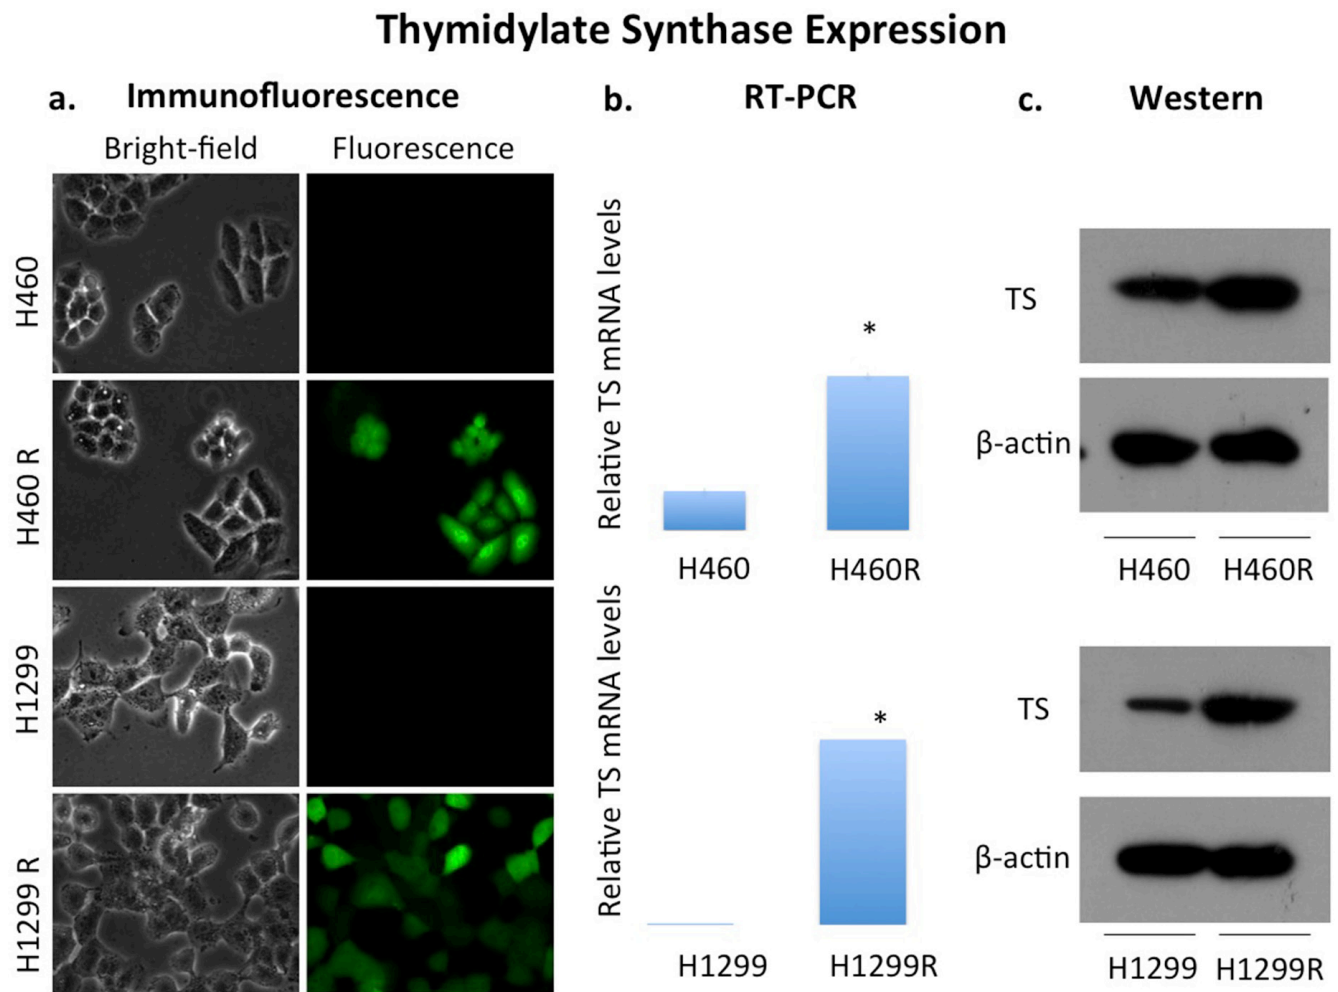 Thymidylate Synthase Expression
a. Immunofluorescence
Bright-field Fluorescence
H460
H460 R
H1299
H1299 R
b. RT-PCR
Relative TS mRNA levels
*
H460 H460R
Relative TS mRNA levels
*
H1299 H1299R
c. Western
TS
β-actin
H460 H460R
TS
β-actin
H1299 H1299R